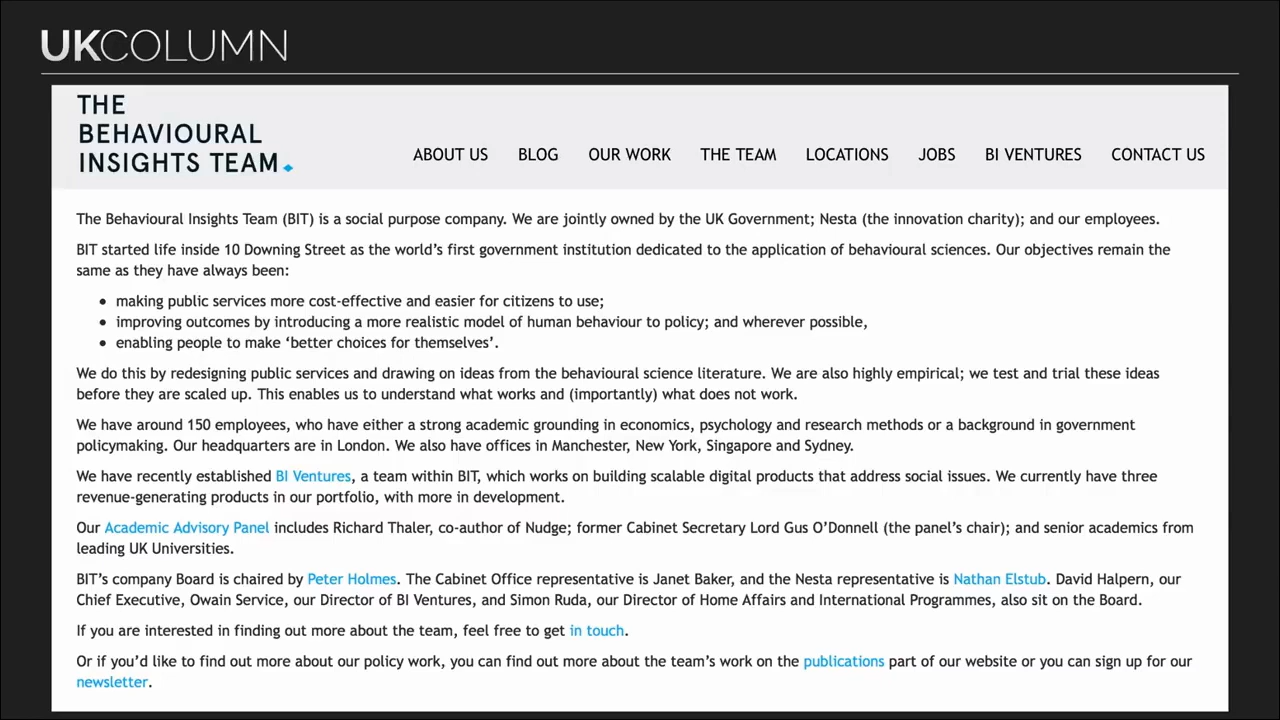 UKCOLUMN
THE
BEHAVIOURAL
INSIGHTS TEAM
ABOUT US BLOG OUR WORK THE TEAM LOCATIONS JOBS BI VENTURES CONTACT US
The Behavioural Insights Team (BIT) is a social purpose company. We are jointly owned by the UK Government; Nesta (the innovation charity); and our employees.
BIT started life inside 10 Downing Street as the world's first government institution dedicated to the application of behavioural sciences. Our objectives remain the
same as they have always been:
• making public services more cost-effective and easier for citizens to use;
• improving outcomes by introducing a more realistic model of human behaviour to policy; and wherever possible,
• enabling people to make 'better choices for themselves'.
We do this by redesigning public services and drawing on ideas from the behavioural science literature. We are also highly empirical; we test and trial these ideas
before they are scaled up. This enables us to understand what works and (importantly) what does not work.
We have around 150 employees, who have either a strong academic grounding in economics, psychology and research methods or a background in government
policymaking. Our headquarters are in London. We also have offices in Manchester, New York, Singapore and Sydney.
We have recently established BI Ventures, a team within BIT, which works on building scalable digital products that address social issues. We currently have three
revenue-generating products in our portfolio, with more in development.
Our Academic Advisory Panel includes Richard Thaler, co-author of Nudge; former Cabinet Secretary Lord Gus O'Donnell (the panel's chair); and senior academics from
leading UK Universities.
BIT's company Board is chaired by Peter Holmes. The Cabinet Office representative is Janet Baker, and the Nesta representative is Nathan Elstub. David Halpern, our
Chief Executive, Owain Service, our Director of BI Ventures, and Simon Ruda, our Director of Home Affairs and International Programmes, also sit on the Board.
If you are interested in finding out more about the team, feel free to get in touch.
Or if you'd like to find out more about our policy work, you can find out more about the team's work on the publications part of our website or you can sign up for our
newsletter.